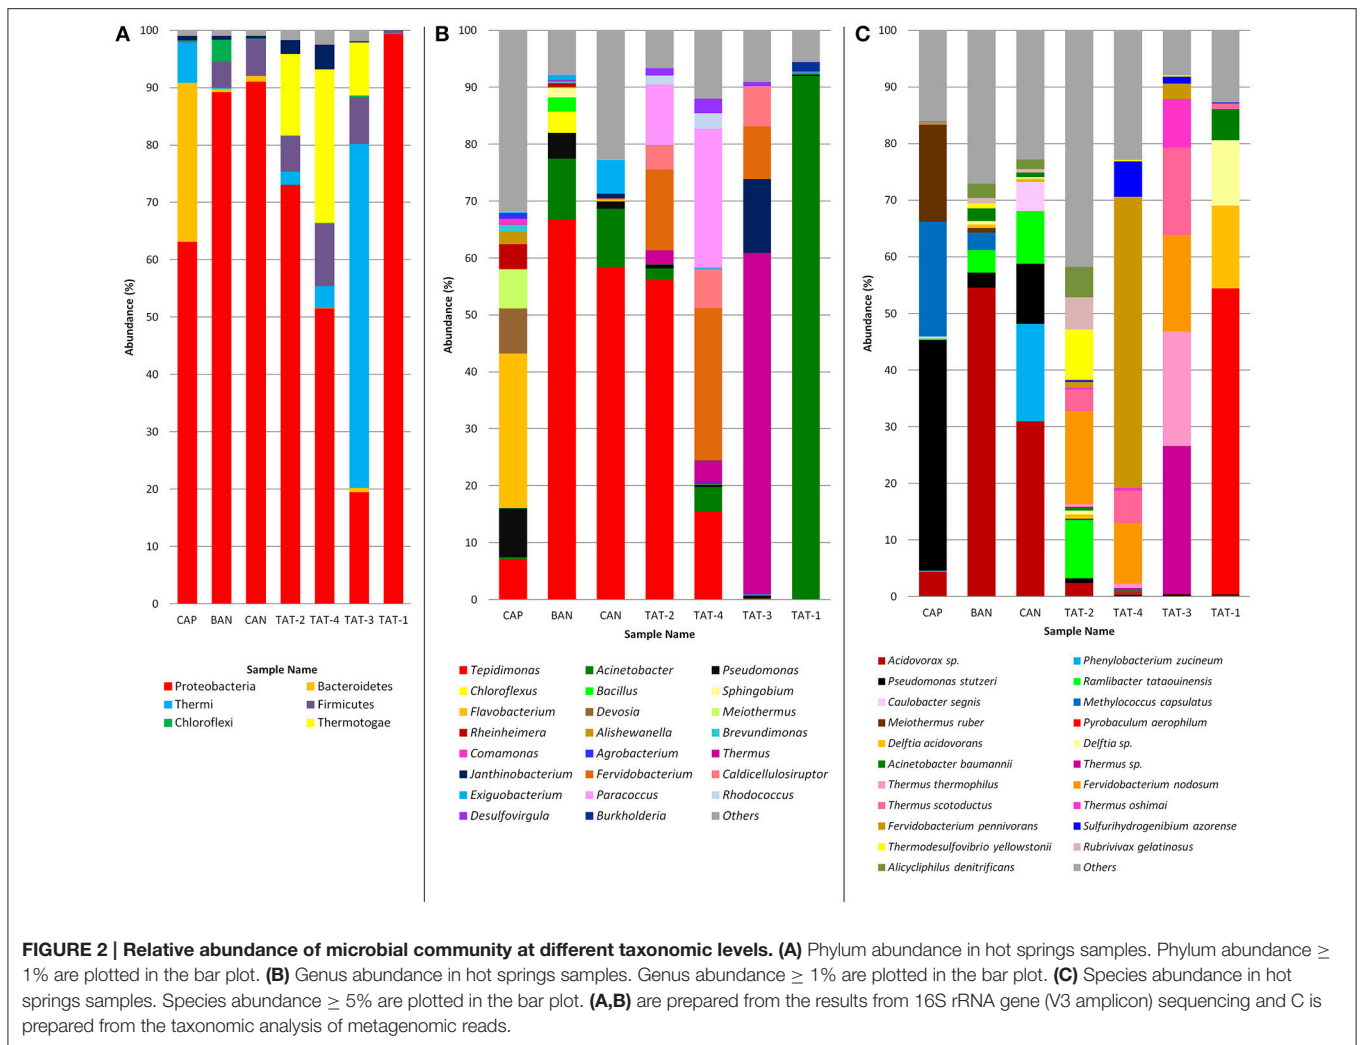 A
Abundance (%)
100
90
80
70
60
50
40
30
20
10
0
CAP BAN CAN TAT-2 TAT-4 TAT-3 TAT-1
Sample Name
Proteobacteria Bacteroidetes
Thermi Firmicutes
Chloroflexi Thermotogae
B
Abundance (%)
100
90
80
70
60
50
40
30
20
10
0
CAP BAN CAN TAT-2 TAT-4 TAT-3 TAT-1
Sample Name
Tepidimonas Acinetobacter Pseudomonas
Chloroflexus Bacillus Sphingobium
Flavobacterium Devosia Meiothermus
Rheinheimera Alishewanella Brevundimonas
Comamonas Agrobacterium Thermus
Janthinobacterium Fervidobacterium Caldicellulosiruptor
Exiguobacterium Paracoccus Rhodococcus
Desulfovirgula Burkholderia Others
C
Abundance (%)
100
90
80
70
60
50
40
30
20
10
0
CAP BAN CAN TAT-2 TAT-4 TAT-3 TAT-1
Sample Name
Acidovorax sp. Phenylobacterium zucineum
Pseudomonas stutzeri Ramlibacter tataouinensis
Caulobacter segnis Methylococcus capsulatus
Meiothermus ruber Pyrobaculum aerophilum
Delftia acidovorans Delftia sp.
Acinetobacter baumannii Thermus sp.
Thermus thermophilus Fervidobacterium nodosum
Thermus scotoductus Thermus oshimai
Fervidobacterium pennivorans Sulfurihydrogenibium azorense
Thermodesulfovibrio yellowstonii Rubrivivax gelatinosus
Alicycliphilus denitrificans Others
FIGURE 2 | Relative abundance of microbial community at different taxonomic levels. (A) Phylum abundance in hot springs samples. Phylum abundance ≥
1% are plotted in the bar plot. (B) Genus abundance in hot springs samples. Genus abundance ≥ 1% are plotted in the bar plot. (C) Species abundance in hot
springs samples. Species abundance ≥ 5% are plotted in the bar plot. (A,B) are prepared from the results from 16S rRNA gene (V3 amplicon) sequencing and C is
prepared from the taxonomic analysis of metagenomic reads.